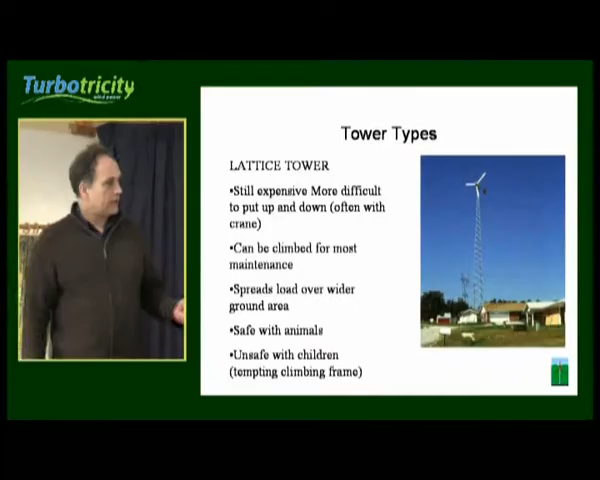 Turbotricity
wind power
Tower Types
LATTICE TOWER
•Still expensive More difficult
to put up and down (often with
crane)
•Can be climbed for most
maintenance
•Spreads load over wider
ground area
•Safe with animals
•Unsafe with children
(tempting climbing frame)